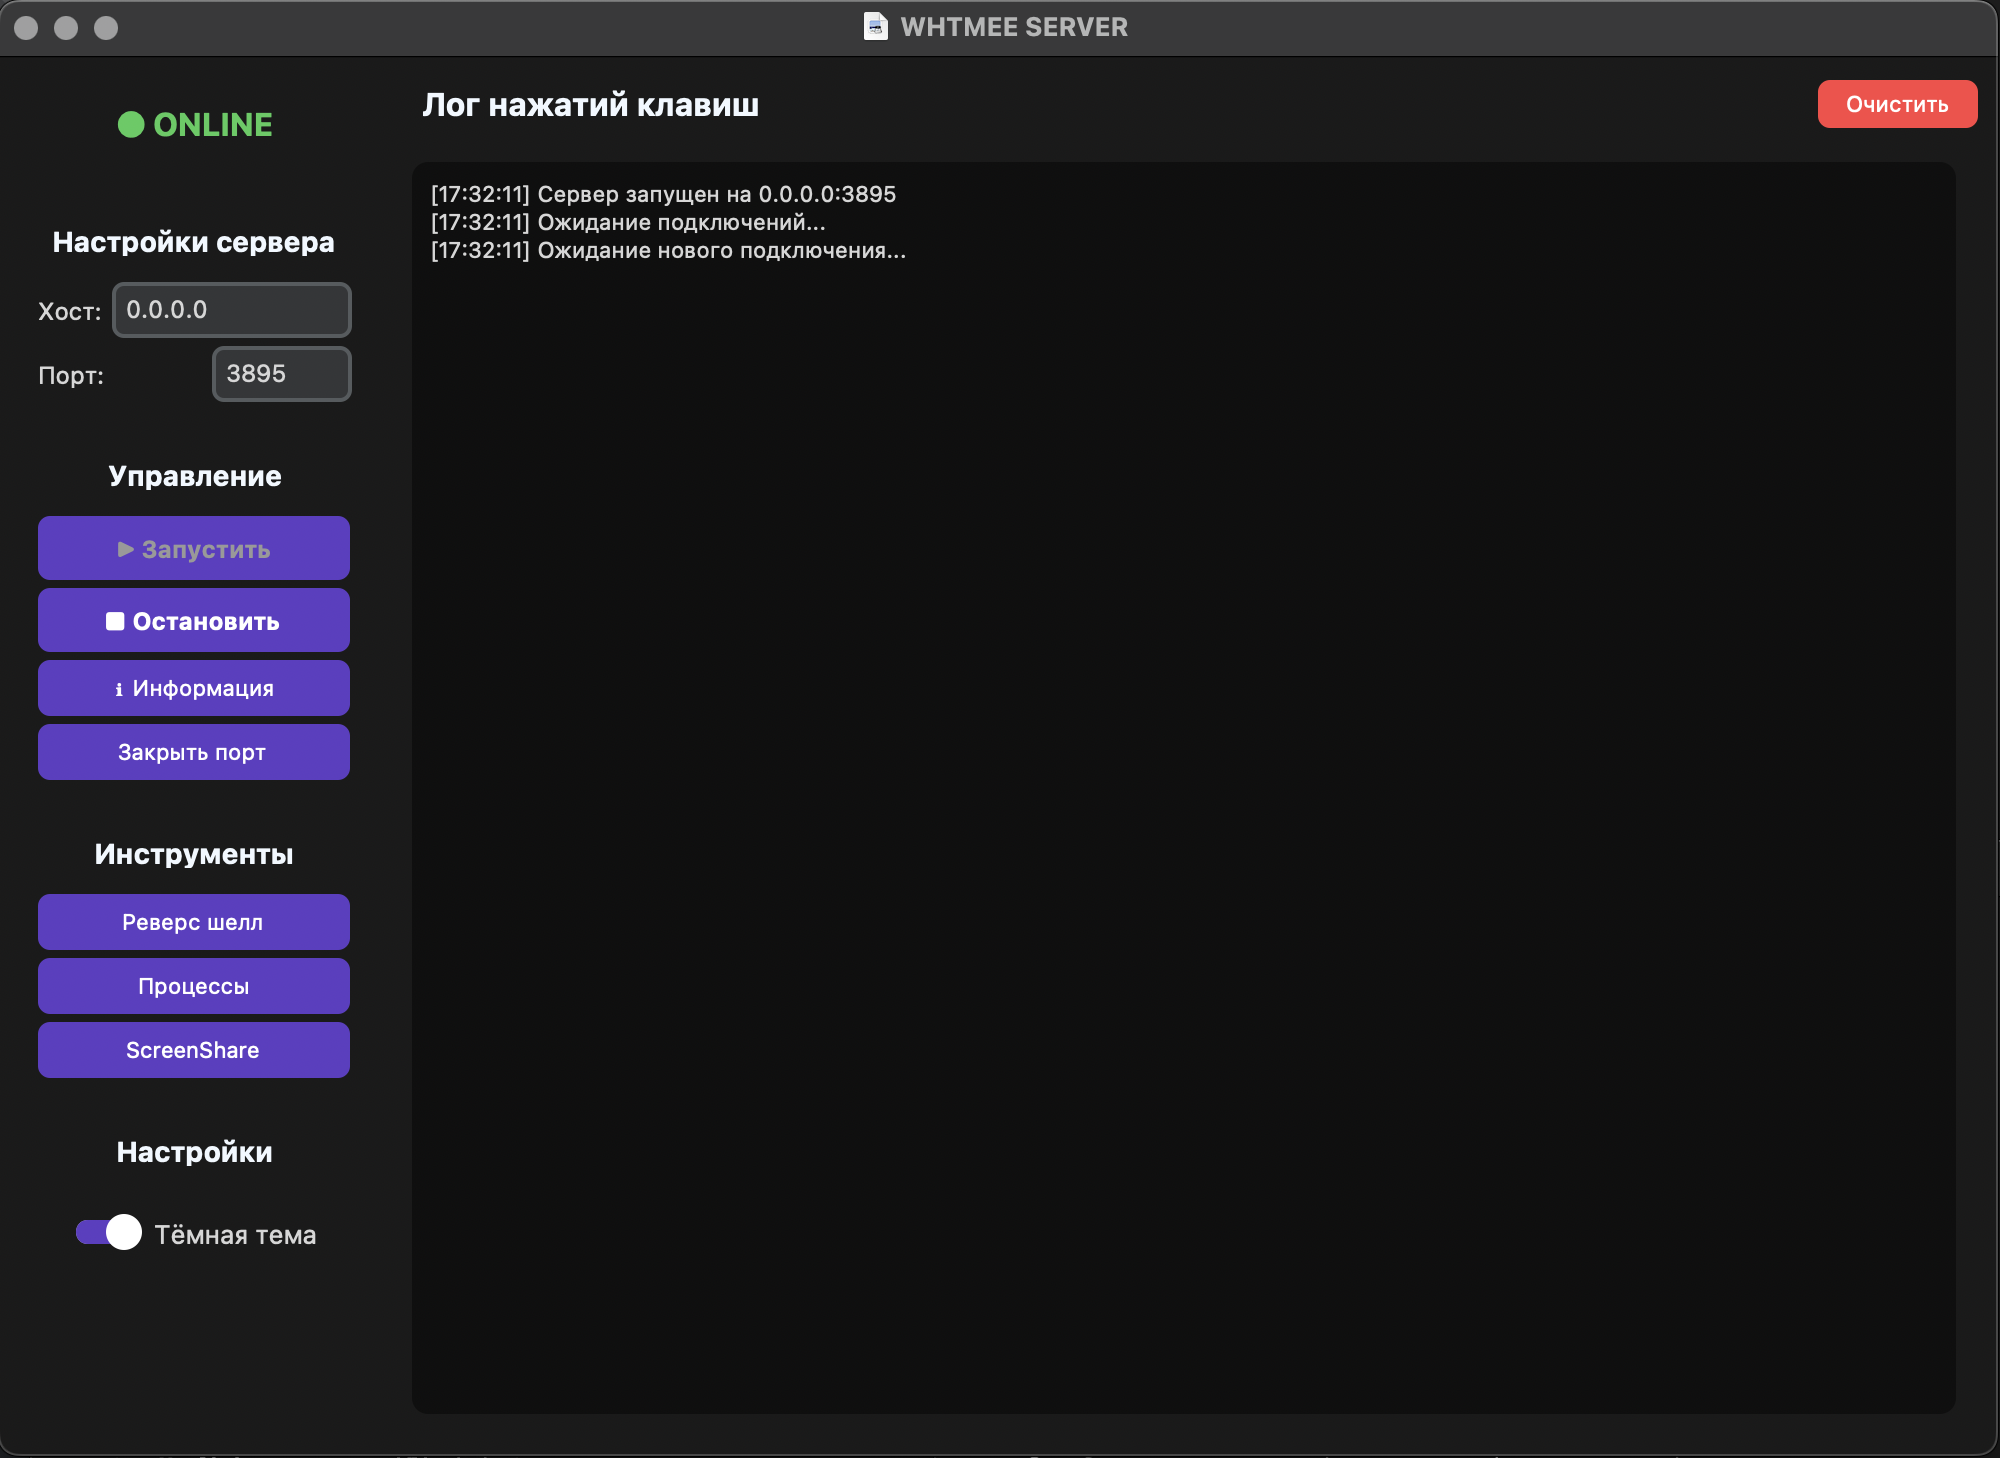 WHTMEE SERVER
ONLINE
Настройки сервера
Хост: 0.0.0.0
Порт: 3895
Управление
Запустить
Остановить
Информация
Закрыть порт
Инструменты
Реверс шелл
Процессы
ScreenShare
Настройки
Тёмная тема
Лог нажатий клавиш
Очистить
[17:32:11] Сервер запущен на 0.0.0.0:3895
[17:32:11] Ожидание подключений...
[17:32:11] Ожидание нового подключения...